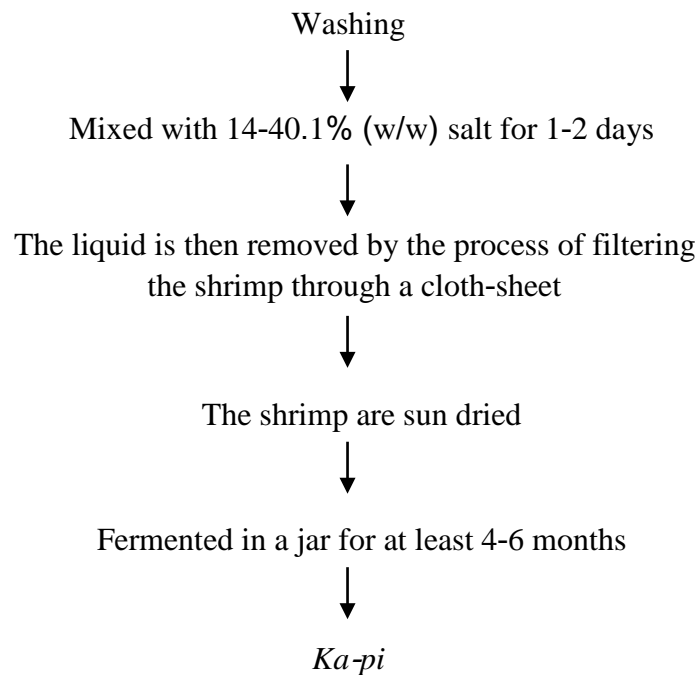 Washing
Mixed with 14-40.1% (w/w) salt for 1-2 days
The liquid is then removed by the process of filtering
the shrimp through a cloth-sheet
The shrimp are sun dried
Fermented in a jar for at least 4-6 months
Ka-pi